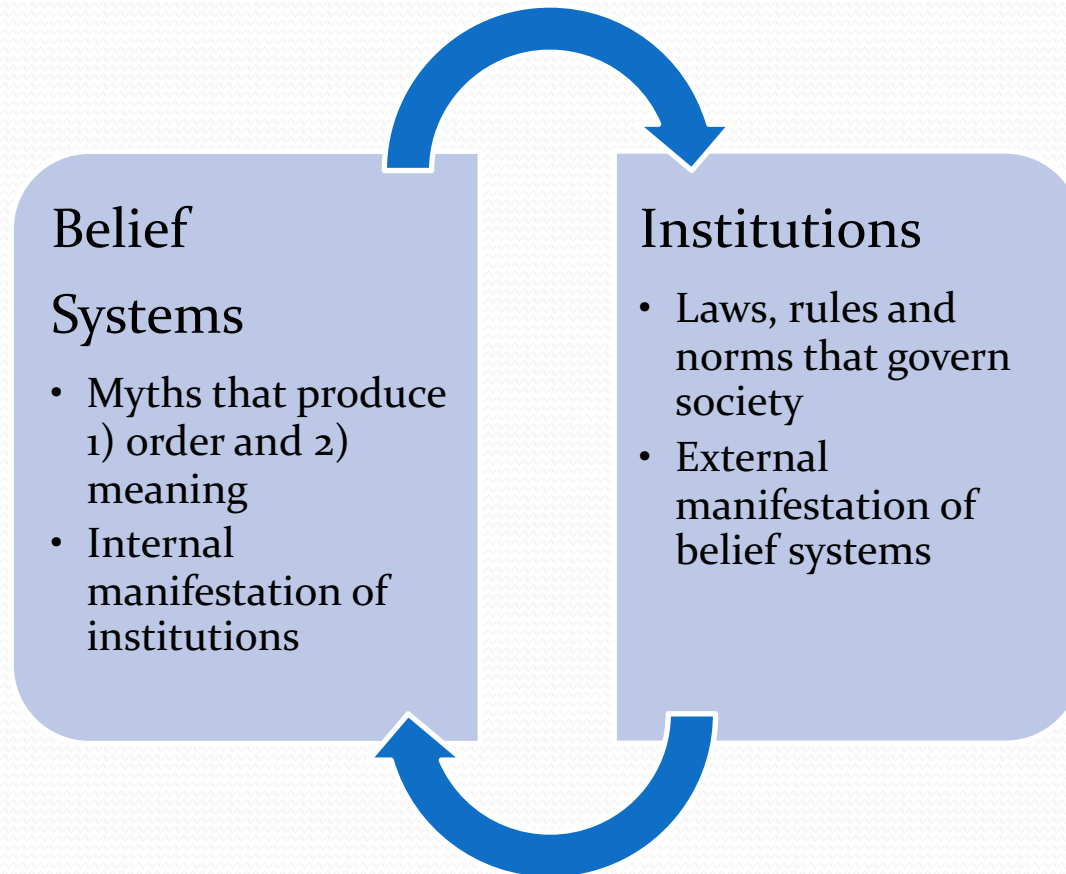 Belief
Systems
• Myths that produce
1) order and 2)
meaning
• Internal
manifestation of
institutions
Institutions
• Laws, rules and
norms that govern
society
• External
manifestation of
belief systems